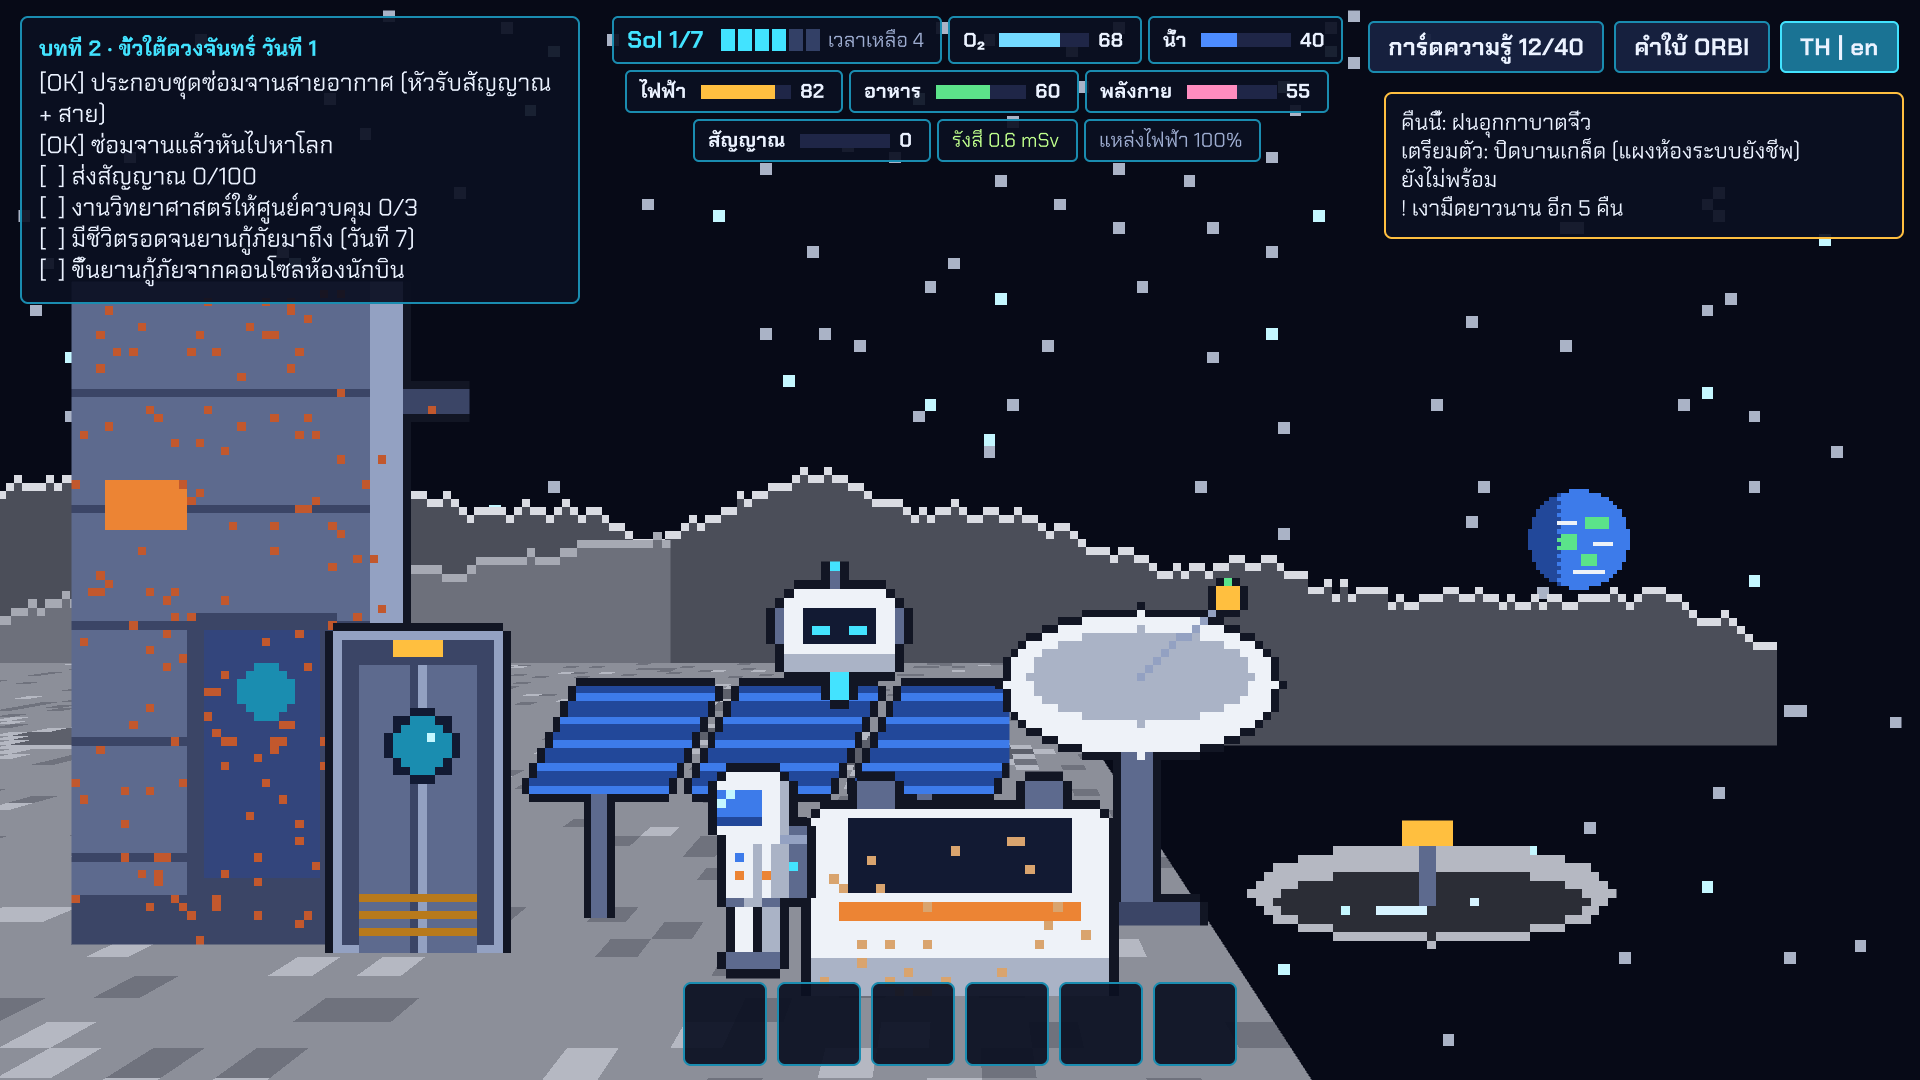 บทที่ 2 · ขั้วใต้ดวงจันทร์ วันที่ 1
[OK] ประกอบชุดซ่อมจานสายอากาศ (หัวรับสัญญาณ
+ สาย)
[OK] ซ่อมจานแล้วหันไปหาโลก
[ ] ส่งสัญญาณ 0/100
[ ] งานวิทยาศาสตร์ให้ศูนย์ควบคุม 0/3
[ ] มีชีวิตรอดจนยานกู้ภัยมาถึง (วันที่ 7)
[ ] ขึ้นยานกู้ภัยจากคอนโซลห้องนักบิน
Sol 1/7 เวลาเหลือ 4
O₂ 68
น้ำ 40
ไฟฟ้า 82
อาหาร 60
พลังกาย 55
สัญญาณ 0
รังสี 0.6 mSv
แหล่งไฟฟ้า 100%
การ์ดความรู้ 12/40
คำใบ้ ORBI
TH | en
คืนนี้: ฝนอุกกาบาตจิ๋ว
เตรียมตัว: ปิดบานเกล็ด (แผงห้องระบบยังชีพ)
ยังไม่พร้อม
! เงามืดยาวนาน อีก 5 คืน